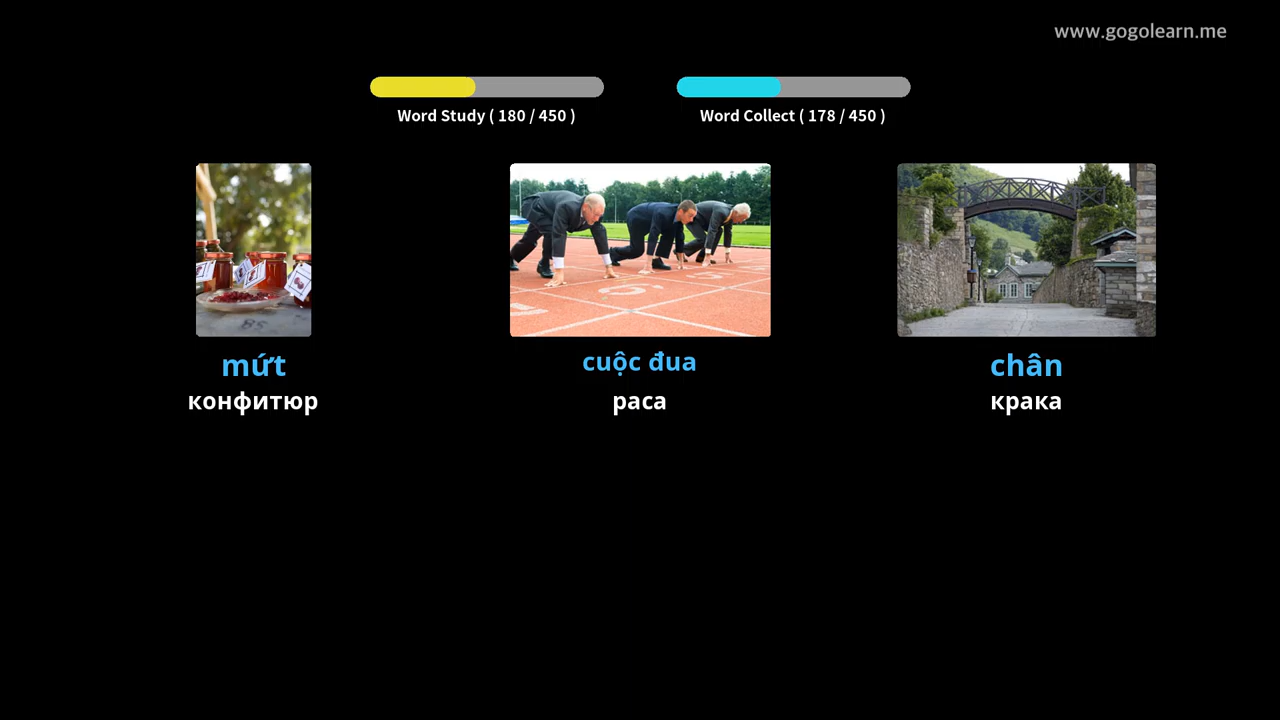 www.gogolearn.me
Word Study ( 180 / 450 )
Word Collect ( 178 / 450 )
mứt
cuộc đua
chân
конфитюр
раса
крака